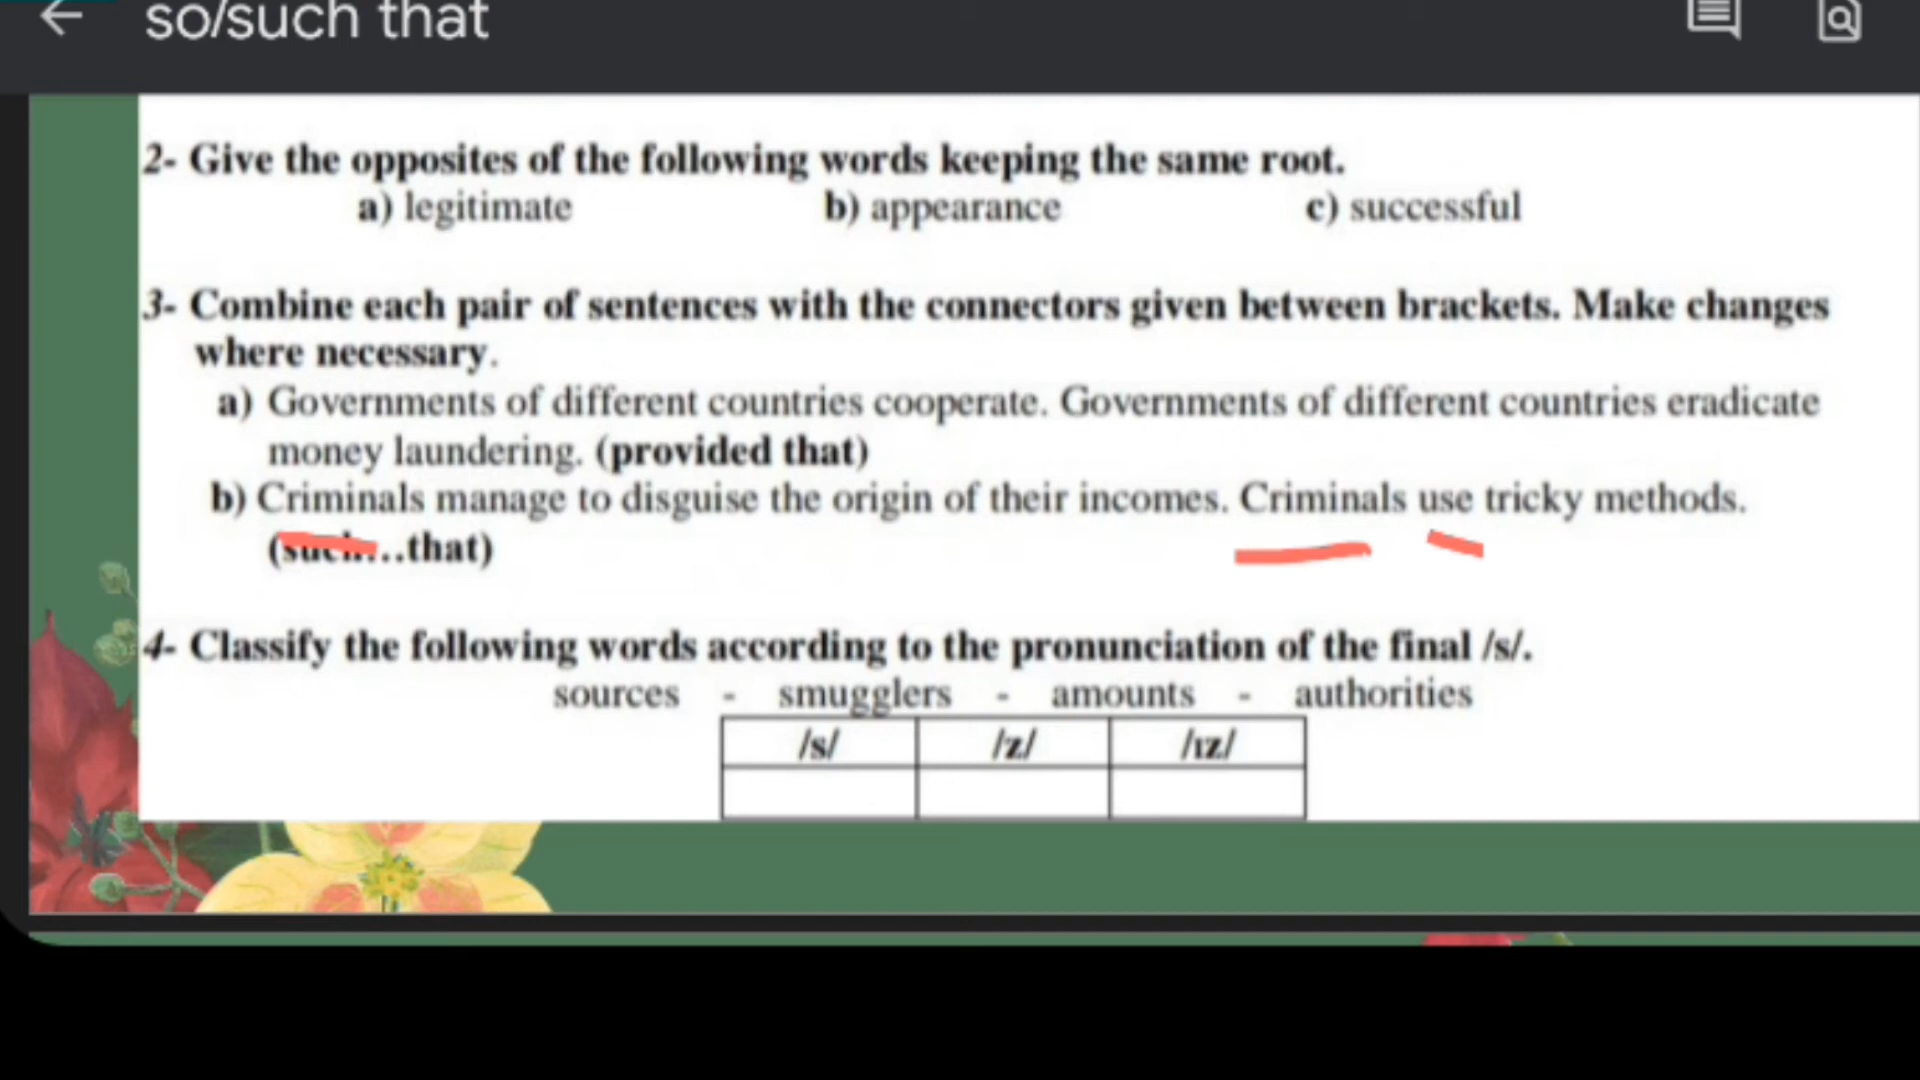 so/such that
2- Give the opposites of the following words keeping the same root.
a) legitimate b) appearance c) successful
3- Combine each pair of sentences with the connectors given between brackets. Make changes
where necessary.
a) Governments of different countries cooperate. Governments of different countries eradicate
money laundering. (provided that)
b) Criminals manage to disguise the origin of their incomes. Criminals use tricky methods.
(such...that)
4- Classify the following words according to the pronunciation of the final /s/.
sources - smugglers - amounts - authorities
/s/ /z/ /ɪz/